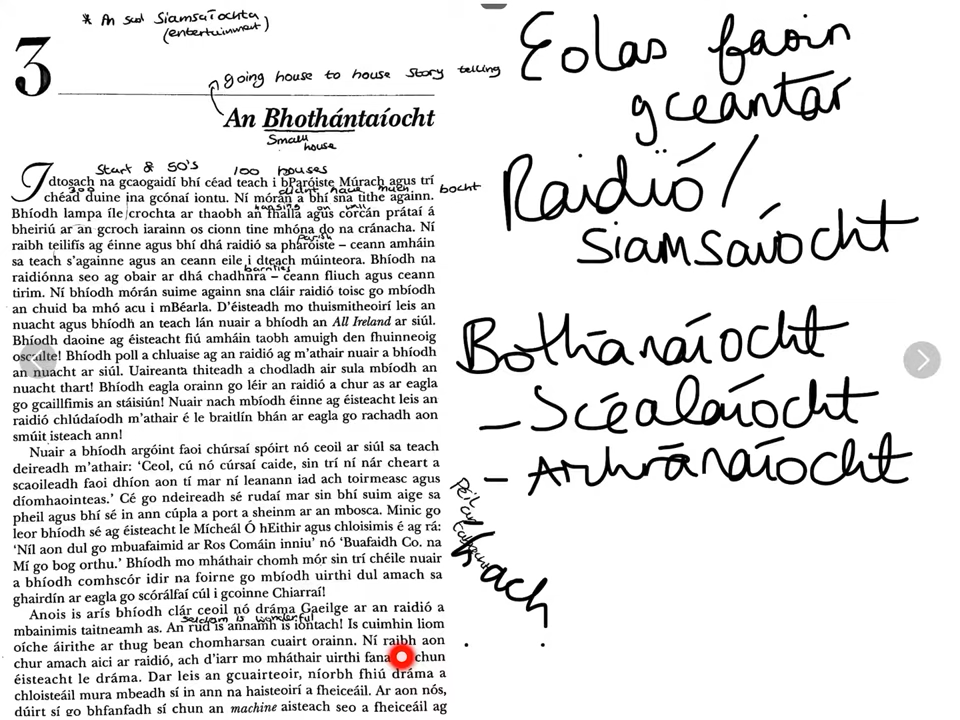 * An sul Siamsaíochta
(entertuinment)
3
going house to house story telling
An Bhothántaíocht
Small
house
Start & 50's 100 houses
I dtosach na gcaogaidí bhí céad teach i bParóiste Múrach agus trí
300 didnt have much bocht
chéad duine ina gcónaí iontu. Ní mórán a bhí sna tithe againn.
hanging on wall
Bhíodh lampa íle crochta ar thaobh an fhalla agus corcán prátaí á
bheiriú ar an gcroch iarainn os cionn tine mhóna do na cránacha. Ní
parish
raibh teilifís ag éinne agus bhí dhá raidió sa pharóiste – ceann amháin
sa teach s'againne agus an ceann eile i dteach múinteora. Bhíodh na
barnties
raidiónna seo ag obair ar dhá chadhnra – ceann fliuch agus ceann
tirim. Ní bhíodh mórán suime againn sna cláir raidió toisc go mbíodh
an chuid ba mhó acu i mBéarla. D'éisteadh mo thuismitheoirí leis an
nuacht agus bhíodh an teach lán nuair a bhíodh an All Ireland ar siúl.
Bhíodh daoine ag éisteacht fiú amháin taobh amuigh den fhuinneoig
oscailte! Bhíodh poll a chluaise ag an raidió ag m'athair nuair a bhíodh
an nuacht ar siúl. Uaireanta thiteadh a chodladh air sula mbíodh an
nuacht thart! Bhíodh eagla orainn go léir an raidió a chur as ar eagla
go gcaillfimis an stáisiún! Nuair nach mbíodh éinne ag éisteacht leis an
raidió chlúdaíodh m'athair é le braitlín bhán ar eagla go rachadh aon
smúit isteach ann!
Nuair a bhíodh argóint faoi chúrsaí spóirt nó ceoil ar siúl sa teach
deireadh m'athair: 'Ceol, cú nó cúrsaí caide, sin trí ní nár cheart a
scaoileadh faoi dhíon aon tí mar ní leanann iad ach toirmeasc agus
díomhaointeas.' Cé go ndeireadh sé rudaí mar sin bhí suim aige sa
pheil agus bhí sé in ann cúpla a port a sheinm ar an mbosca. Minic go
leor bhíodh sé ag éisteacht le Mícheál Ó hEithir agus chloisimis é ag rá:
'Níl aon dul go mbuafaimid ar Ros Comáin inniu' nó 'Buafaidh Co. na
Mí go bog orthu.' Bhíodh mo mháthair chomh mór sin trí chéile nuair
a bhíodh comhscór idir na foirne go mbíodh uirthi dul amach sa
ghairdín ar eagla go scórálfaí cúl i gcoinne Chiarraí!
Anois is arís bhíodh clár ceoil nó dráma Gaeilge ar an raidió a
seldom is wonderful
mbainimis taitneamh as. An rud is annamh is iontach! Is cuimhin liom
oíche áirithe ar thug bean chomharsan cuairt orainn. Ní raibh aon
chur amach aici ar raidió, ach d'iarr mo mháthair uirthi fana chun
éisteacht le dráma. Dar leis an gcuairteoir, níorbh fhiú dráma a
chloisteáil mura mbeadh sí in ann na haisteoirí a fheiceáil. Ar aon nós,
dúirt sí go bhfanfadh sí chun an machine aisteach seo a fheiceáil ag
Eolas faoin
gceantar
Raidió/
siamsaíocht
Bothánaíocht
- Scéalaíocht
- Amhránaíocht